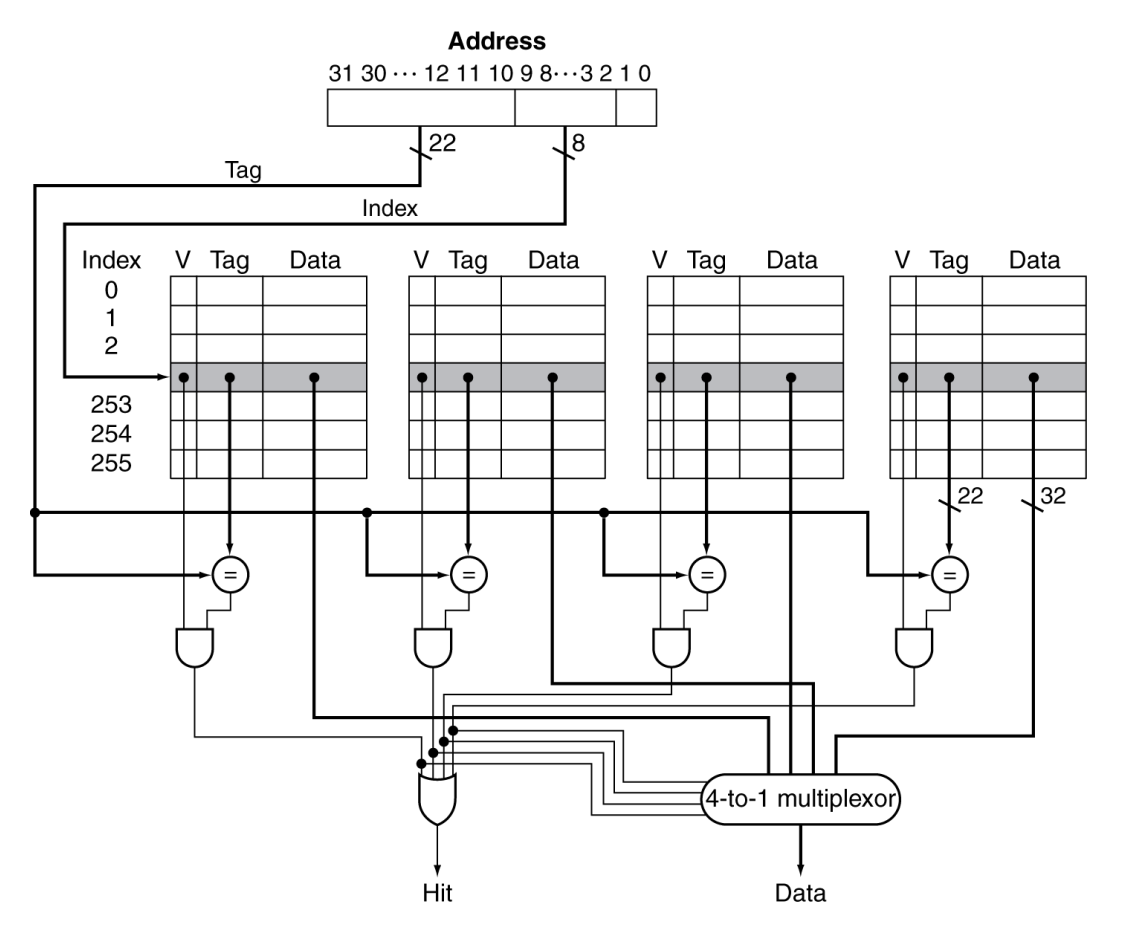 Address
31 30 ··· 12 11 10 9 8···3 2 1 0
22
8
Tag
Index
Index V Tag Data V Tag Data V Tag Data V Tag Data
0
1
2
253
254
255
22 32
= = = =
4-to-1 multiplexor
Hit Data